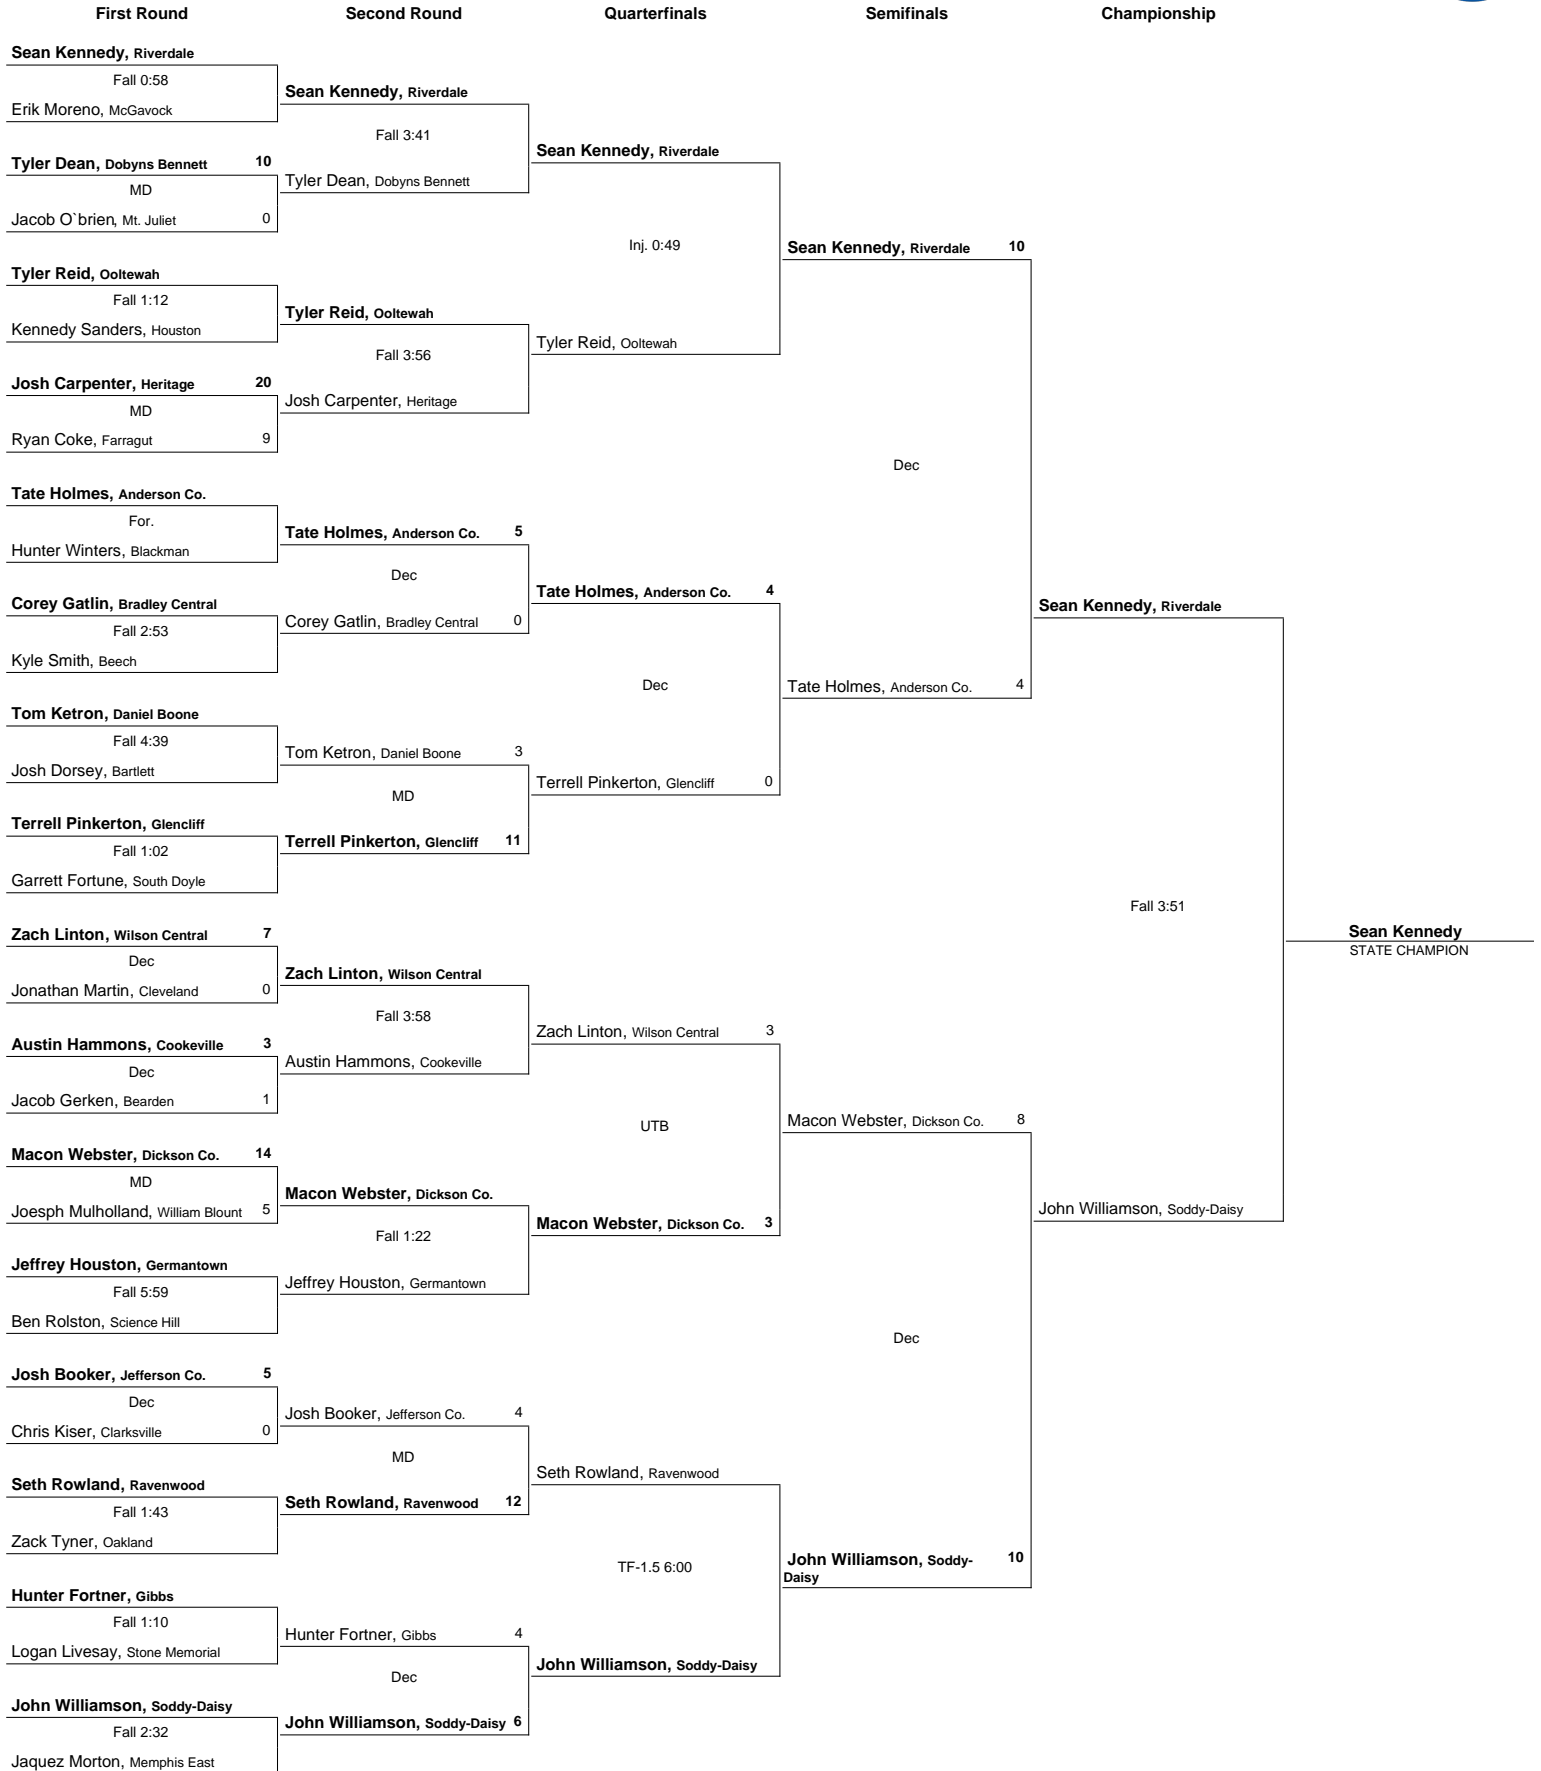 First Round
Second Round
Quarterfinals
Semifinals
Championship
Sean Kennedy, Riverdale
Fall 0:58
Erik Moreno, McGavock
Tyler Dean, Dobyns Bennett 10
MD
Jacob O`brien, Mt. Juliet 0
Tyler Reid, Ooltewah
Fall 1:12
Kennedy Sanders, Houston
Josh Carpenter, Heritage 20
MD
Ryan Coke, Farragut 9
Tate Holmes, Anderson Co.
For.
Hunter Winters, Blackman
Corey Gatlin, Bradley Central
Fall 2:53
Kyle Smith, Beech
Tom Ketron, Daniel Boone
Fall 4:39
Josh Dorsey, Bartlett
Terrell Pinkerton, Glencliff
Fall 1:02
Garrett Fortune, South Doyle
Zach Linton, Wilson Central 7
Dec
Jonathan Martin, Cleveland 0
Austin Hammons, Cookeville 3
Dec
Jacob Gerken, Bearden 1
Macon Webster, Dickson Co. 14
MD
Joesph Mulholland, William Blount 5
Jeffrey Houston, Germantown
Fall 5:59
Ben Rolston, Science Hill
Josh Booker, Jefferson Co. 5
Dec
Chris Kiser, Clarksville 0
Seth Rowland, Ravenwood
Fall 1:43
Zack Tyner, Oakland
Hunter Fortner, Gibbs
Fall 1:10
Logan Livesay, Stone Memorial
John Williamson, Soddy-Daisy
Fall 2:32
Jaquez Morton, Memphis East
Sean Kennedy, Riverdale
Fall 3:41
Tyler Dean, Dobyns Bennett
Tyler Reid, Ooltewah
Fall 3:56
Josh Carpenter, Heritage
Tate Holmes, Anderson Co. 5
Dec
Corey Gatlin, Bradley Central 0
Tom Ketron, Daniel Boone 3
MD
Terrell Pinkerton, Glencliff 11
Zach Linton, Wilson Central
Fall 3:58
Austin Hammons, Cookeville
Macon Webster, Dickson Co.
Fall 1:22
Jeffrey Houston, Germantown
Josh Booker, Jefferson Co. 4
MD
Seth Rowland, Ravenwood 12
Hunter Fortner, Gibbs 4
Dec
John Williamson, Soddy-Daisy 6
Sean Kennedy, Riverdale
Inj. 0:49
Tyler Reid, Ooltewah
Tate Holmes, Anderson Co. 4
Dec
Terrell Pinkerton, Glencliff 0
Zach Linton, Wilson Central 3
UTB
Macon Webster, Dickson Co. 3
Seth Rowland, Ravenwood
TF-1.5 6:00
John Williamson, Soddy-Daisy
Sean Kennedy, Riverdale 10
Dec
Tate Holmes, Anderson Co. 4
Macon Webster, Dickson Co. 8
Dec
John Williamson, Soddy- 10
Daisy
Sean Kennedy, Riverdale
Fall 3:51
John Williamson, Soddy-Daisy
Sean Kennedy
STATE CHAMPION